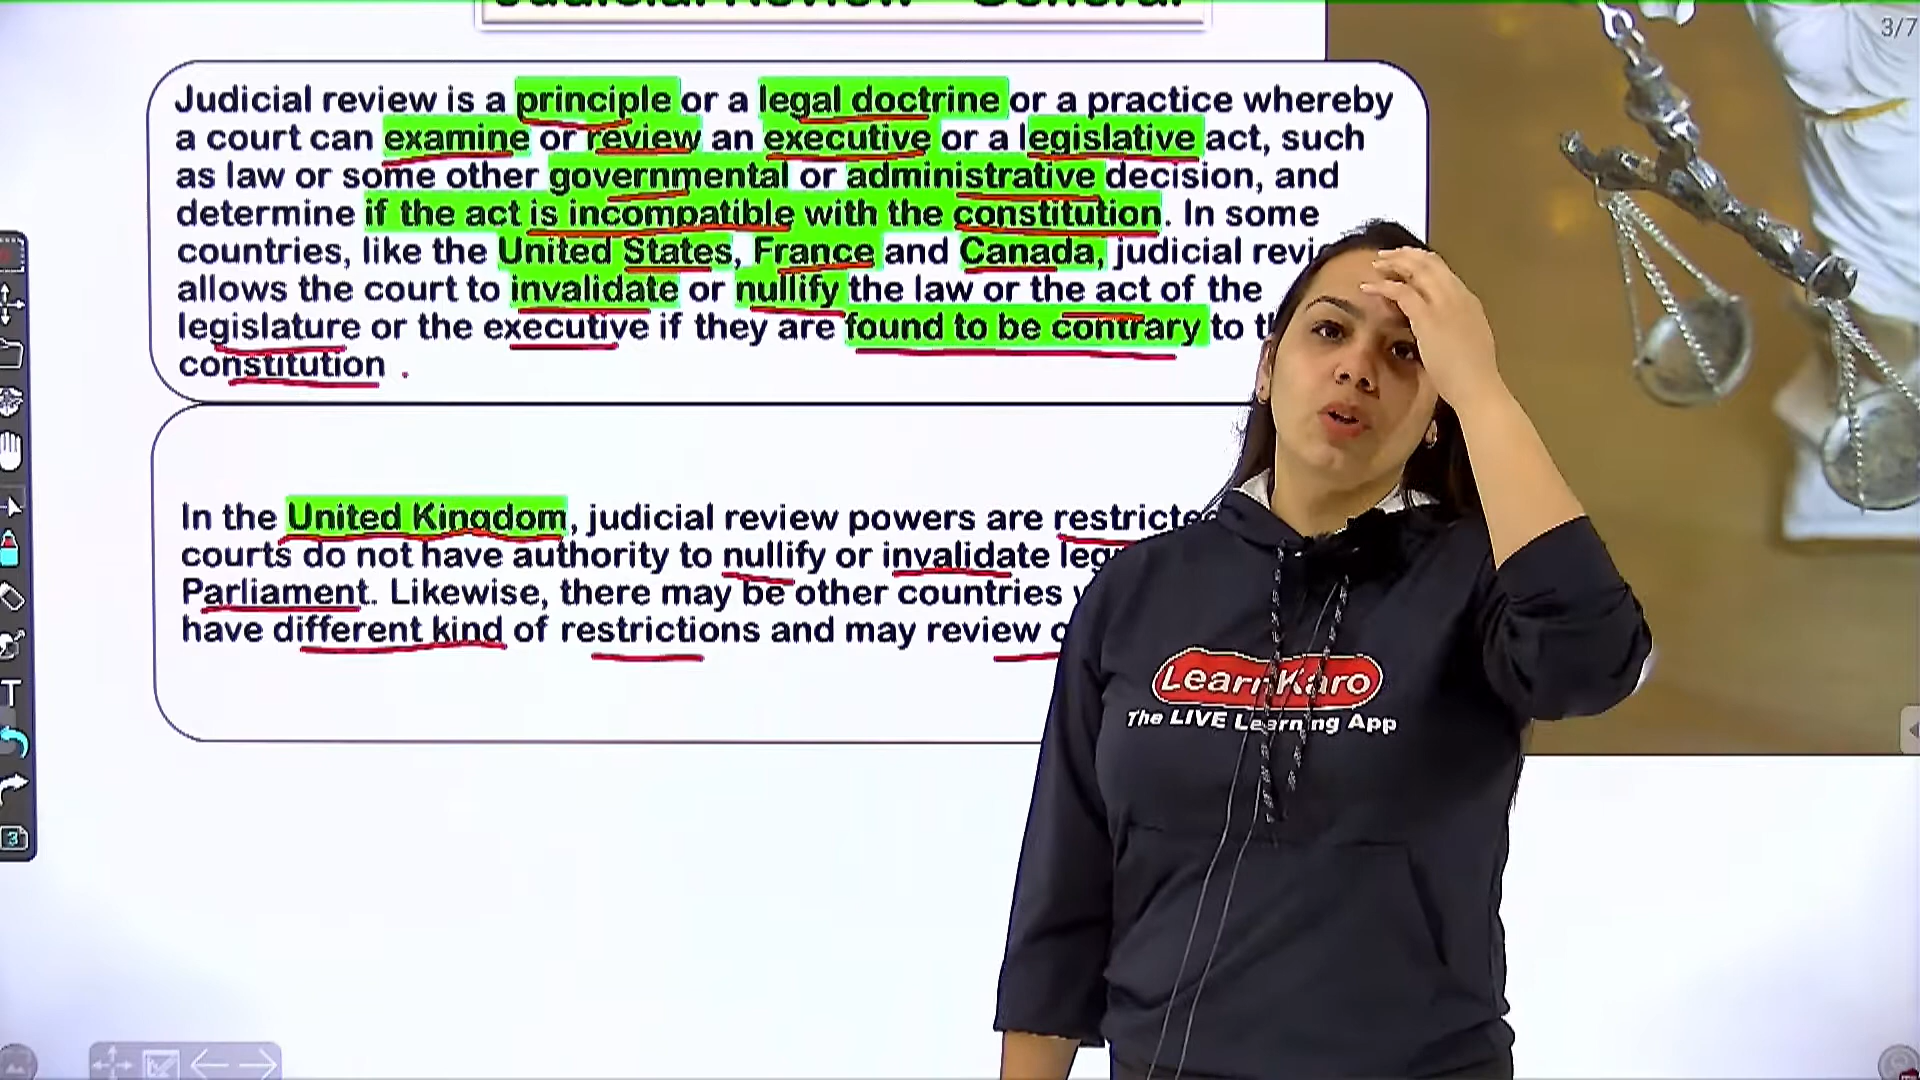 Judicial Review - General
3/7
Judicial review is a principle or a legal doctrine or a practice whereby
a court can examine or review an executive or a legislative act, such
as law or some other governmental or administrative decision, and
determine if the act is incompatible with the constitution. In some
countries, like the United States, France and Canada, judicial
allows the court to invalidate or nullify the law or the act of the
legislature or the executive if they are found to be contrary to
constitution .
In the United Kingdom, judicial review powers are
courts do not have authority to nullify or invalidate
Parliament. Likewise, there may be other countries
have different kind of restrictions and may review
LearnKaro
The LIVE Learning App
T
3